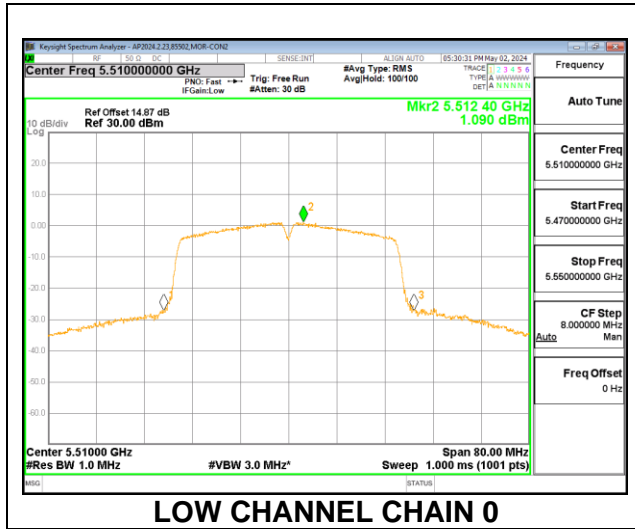 Keysight Spectrum Analyzer - AP2024.2.23,85502,MOR-CON2
RF 50 Ω DC SENSE:INT ALIGN AUTO 05:30:31 PM May 02, 2024
Center Freq 5.510000000 GHz
PNO: Fast
IFGain:Low
Trig: Free Run
#Atten: 30 dB
#Avg Type: RMS
Avg|Hold: 100/100
TRACE 1 2 3 4 5 6
TYPE A WWWWW
DET A N N N N N
Frequency
Mkr2 5.512 40 GHz
1.090 dBm
Ref Offset 14.87 dB
Ref 30.00 dBm
10 dB/div
Log
20.0
10.0
0.00
-10.0
-20.0
-30.0
-40.0
-50.0
-60.0
1
2
3
Center 5.51000 GHz
Span 80.00 MHz
#Res BW 1.0 MHz
#VBW 3.0 MHz*
Sweep 1.000 ms (1001 pts)
Auto Tune
Center Freq
5.510000000 GHz
Start Freq
5.470000000 GHz
Stop Freq
5.550000000 GHz
CF Step
8.000000 MHz
Auto Man
Freq Offset
0 Hz
MSG
STATUS
LOW CHANNEL CHAIN 0